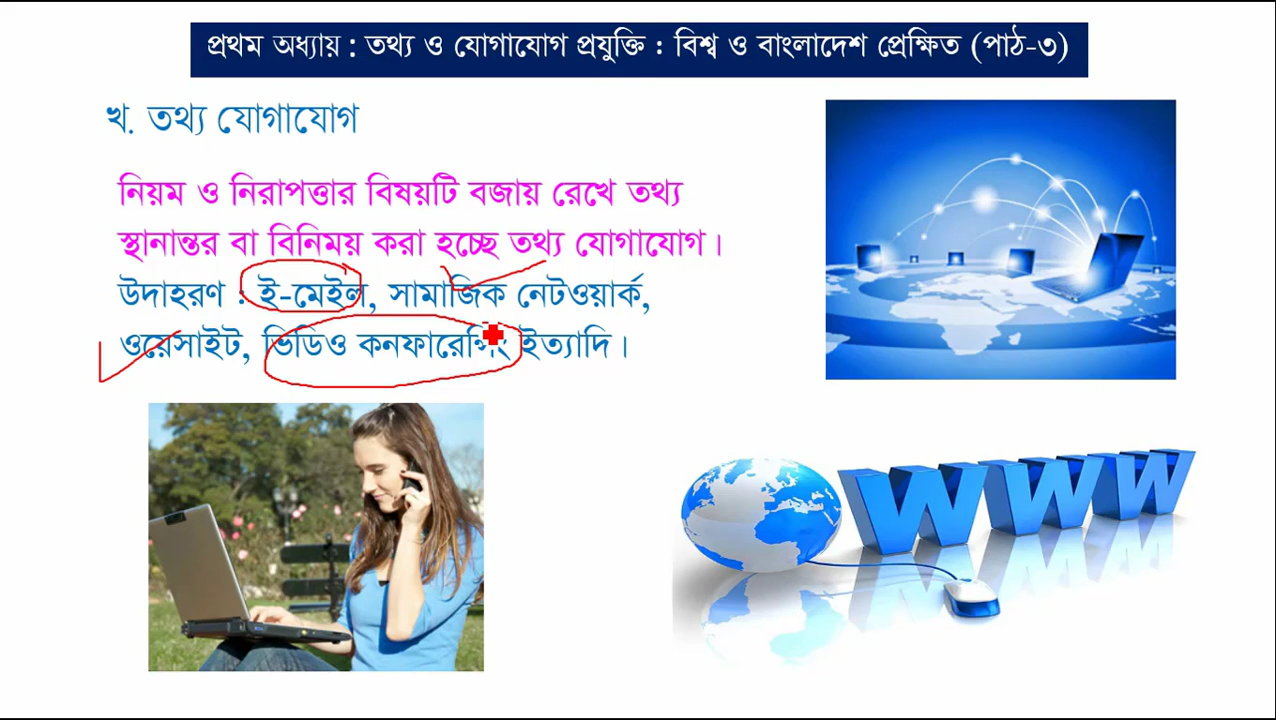 প্রথম অধ্যায় : তথ্য ও যোগাযোগ প্রযুক্তি : বিশ্ব ও বাংলাদেশ প্রেক্ষিত (পাঠ-৩)
খ. তথ্য যোগাযোগ
নিয়ম ও নিরাপত্তার বিষয়টি বজায় রেখে তথ্য
স্থানান্তর বা বিনিময় করা হচ্ছে তথ্য যোগাযোগ।
উদাহরণ : ই-মেইল, সামাজিক নেটওয়ার্ক,
ওয়েসাইট, ভিডিও কনফারেন্সিং ইত্যাদি।
WWW